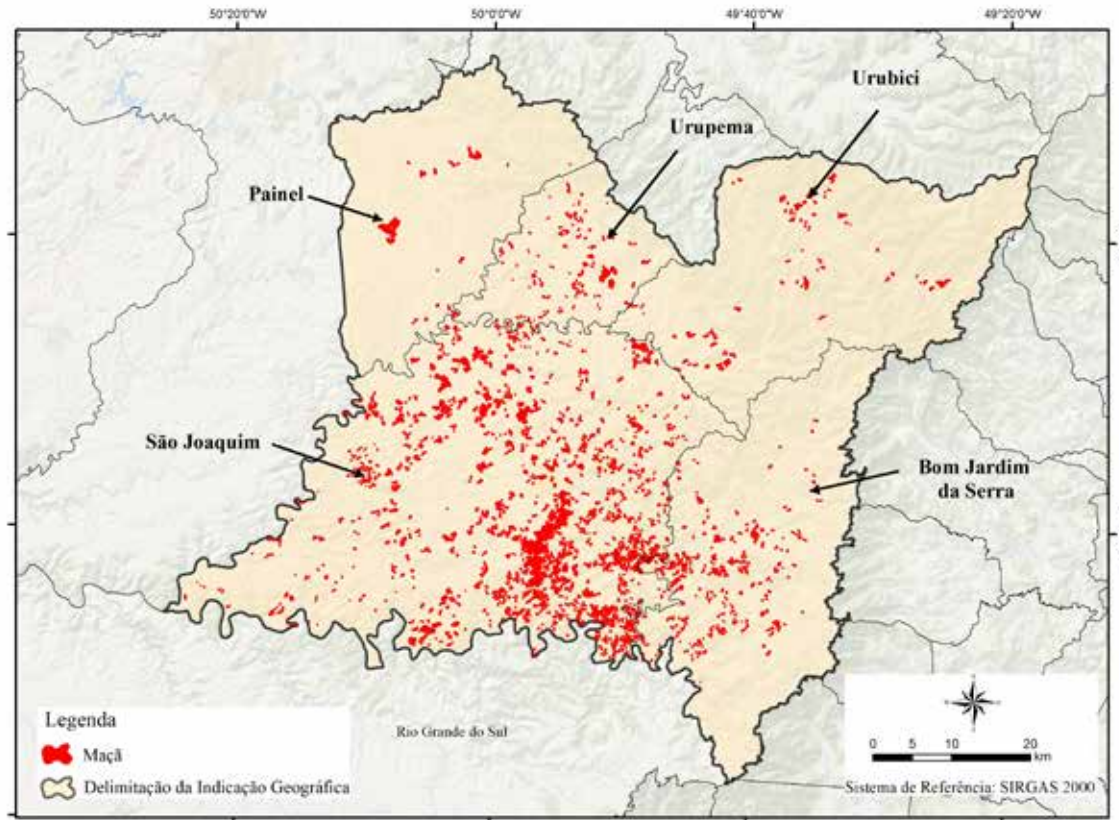 50°20'0"W
50°0'0"W
49°40'0"W
49°20'0"W
Urubici
Urupema
Painel
São Joaquim
Bom Jardim
da Serra
Legenda
Maçã
Delimitação da Indicação Geográfica
Rio Grande do Sul
0 5 10 20
km
Sistema de Referência: SIRGAS 2000